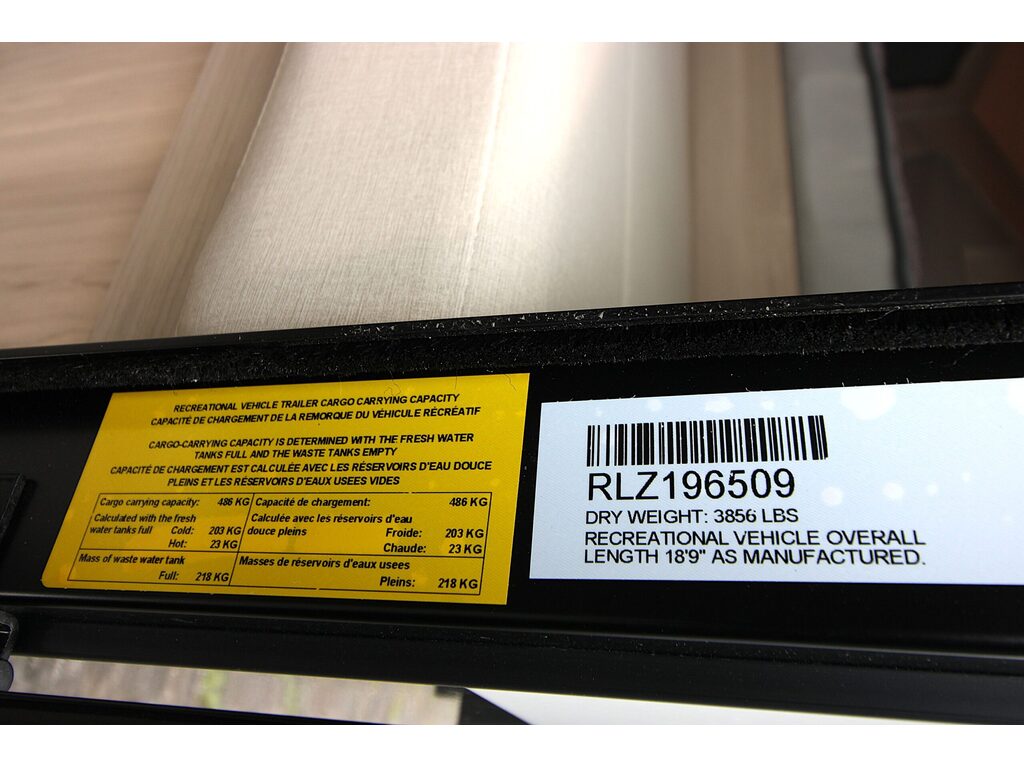 RECREATIONAL VEHICLE TRAILER CARGO CARRYING CAPACITY
CAPACITÉ DE CHARGEMENT DE LA REMORQUE DU VÉHICULE RÉCRÉATIF
CARGO-CARRYING CAPACITY IS DETERMINED WITH THE FRESH WATER
TANKS FULL AND THE WASTE TANKS EMPTY
CAPACITÉ DE CHARGEMENT EST CALCULÉE AVEC LES RÉSERVOIRS D'EAU DOUCE
PLEINS ET LES RÉSERVOIRS D'EAUX USEES VIDES
Cargo carrying capacity: 486 KG
Calculated with the fresh
water tanks full Cold: 203 KG
Hot: 23 KG
Mass of waste water tank
Full: 218 KG
Capacité de chargement: 486 KG
Calculée avec les réservoirs d'eau
douce pleins Froide: 203 KG
Chaude: 23 KG
Masses de réservoirs d'eaux usees
Pleins: 218 KG
RLZ196509
DRY WEIGHT: 3856 LBS
RECREATIONAL VEHICLE OVERALL
LENGTH 18'9" AS MANUFACTURED.